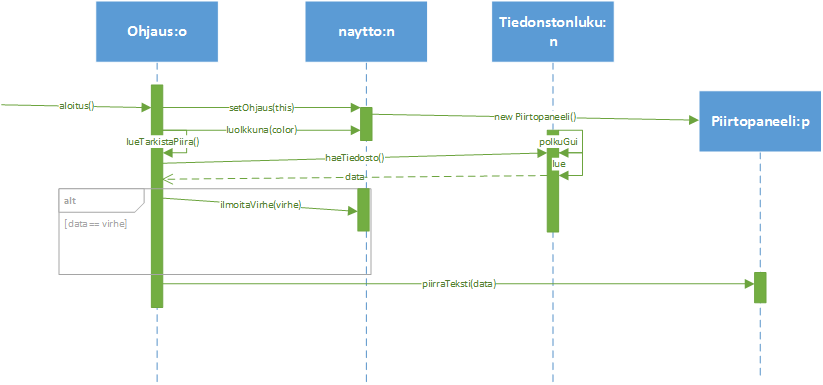 Ohjaus:o
naytto:n
Tiedonstonluku:
n
Piirtopaneeli:p
aloitus()
setOhjaus(this)
new Piirtopaneeli()
luoIkkuna(color)
lueTarkistaPiira()
polkuGui
haeTiedosto()
lue
data
alt
ilmoitaVirhe(virhe)
[data== virhe]
piirraTeksti(data)